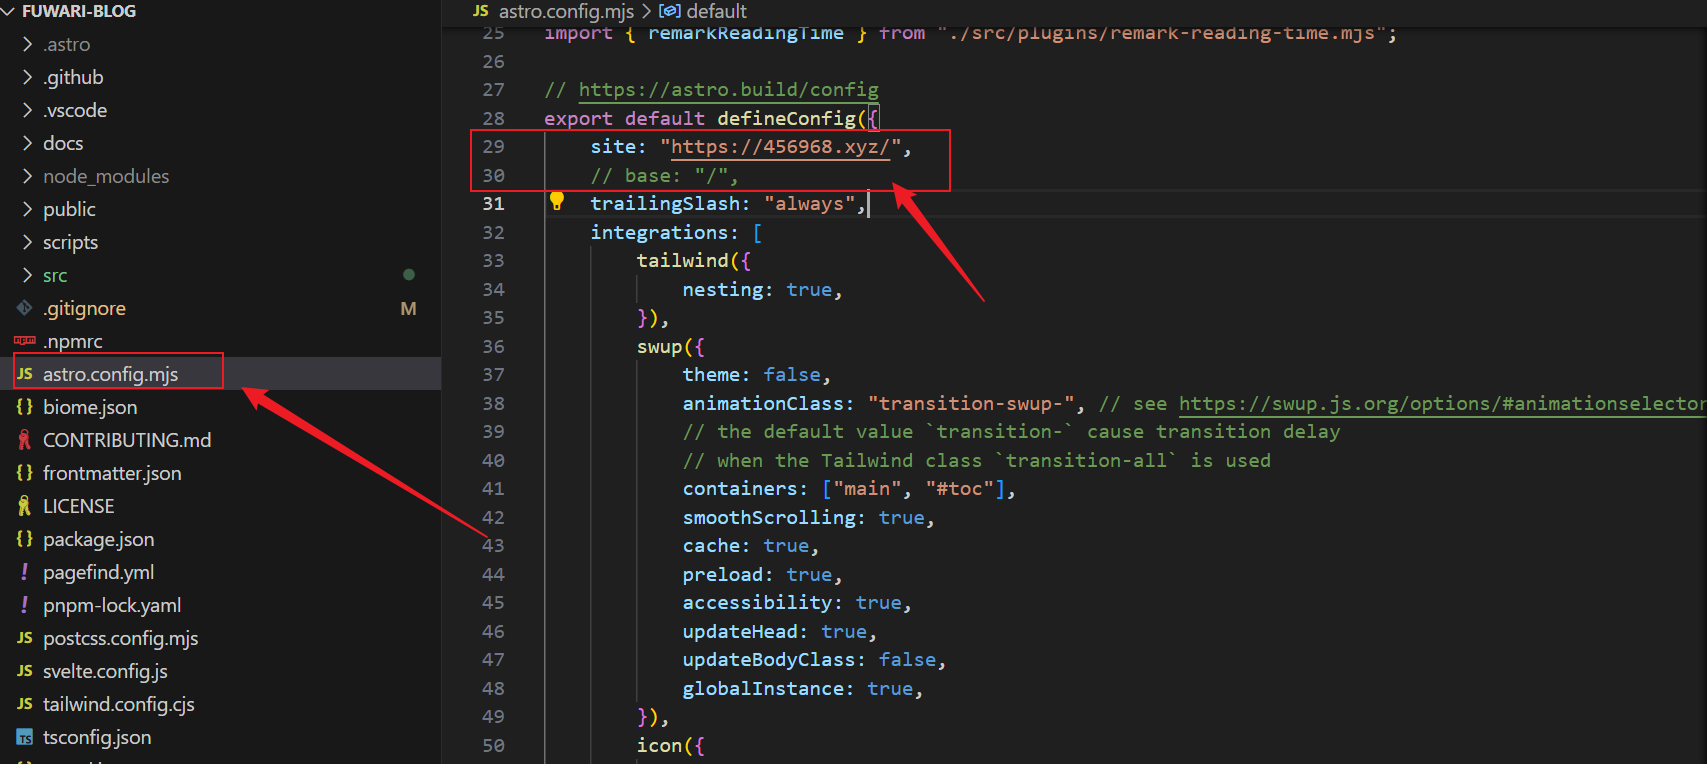 FUWARI-BLOG
.astro
.github
.vscode
docs
node_modules
public
scripts
src
.gitignore M
npm .npmrc
JS astro.config.mjs
{} biome.json
CONTRIBUTING.md
{} frontmatter.json
LICENSE
{} package.json
! pagefind.yml
! pnpm-lock.yaml
JS postcss.config.mjs
JS svelte.config.js
JS tailwind.config.cjs
TS tsconfig.json
JS astro.config.mjs > default
25 import { remarkReadingTime } from "./src/plugins/remark-reading-time.mjs";
26
27 // https://astro.build/config
28 export default defineConfig({
29 site: "https://456968.xyz/",
30 // base: "/",
31 trailingSlash: "always",
32 integrations: [
33 tailwind({
34 nesting: true,
35 }),
36 swup({
37 theme: false,
38 animationClass: "transition-swup-", // see https://swup.js.org/options/#animationselector
39 // the default value `transition-` cause transition delay
40 // when the Tailwind class `transition-all` is used
41 containers: ["main", "#toc"],
42 smoothScrolling: true,
43 cache: true,
44 preload: true,
45 accessibility: true,
46 updateHead: true,
47 updateBodyClass: false,
48 globalInstance: true,
49 }),
50 icon({